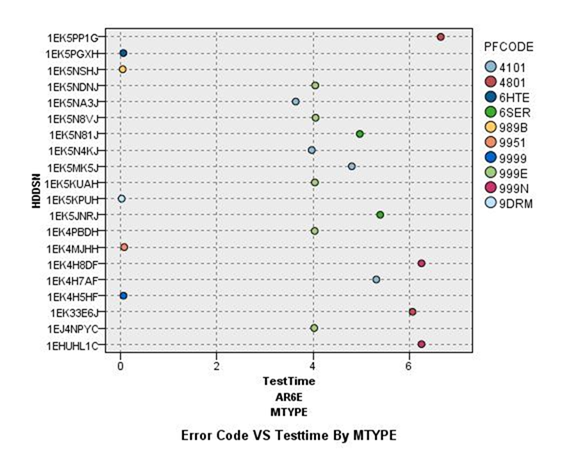 HDDSN
1EK5PP1G
1EK5PGXH
1EK5NSHJ
1EK5NDNJ
1EK5NA3J
1EK5N8VJ
1EK5N81J
1EK5N4KJ
1EK5MK5J
1EK5KUAH
1EK5KPUH
1EK5JNRJ
1EK4PBDH
1EK4MJHH
1EK4H8DF
1EK4H7AF
1EK4H5HF
1EK33E6J
1EJ4NPYC
1EHUHL1C
0 2 4 6
TestTime
AR6E
MTYPE
PFCODE
4101
4801
6HTE
6SER
989B
9951
9999
999E
999N
9DRM
Error Code VS Testtime By MTYPE